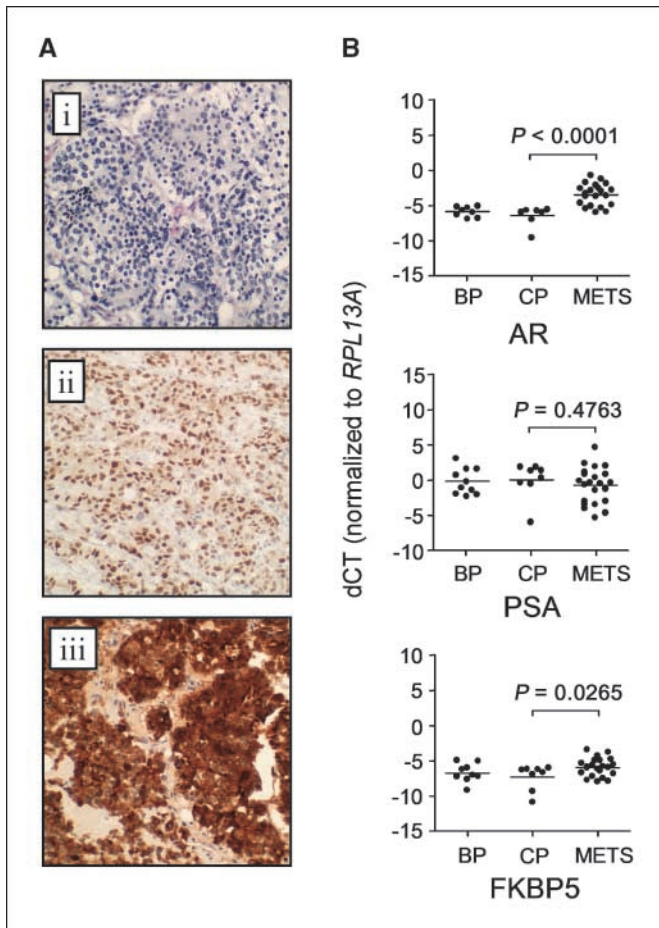 A
B
i
ii
iii
dCT (normalized to RPL13A)
10
5
0
-5
-10
-15
P < 0.0001
BP CP METS
AR
15
10
5
0
-5
-10
P = 0.4763
BP CP METS
PSA
10
5
0
-5
-10
-15
P = 0.0265
BP CP METS
FKBP5